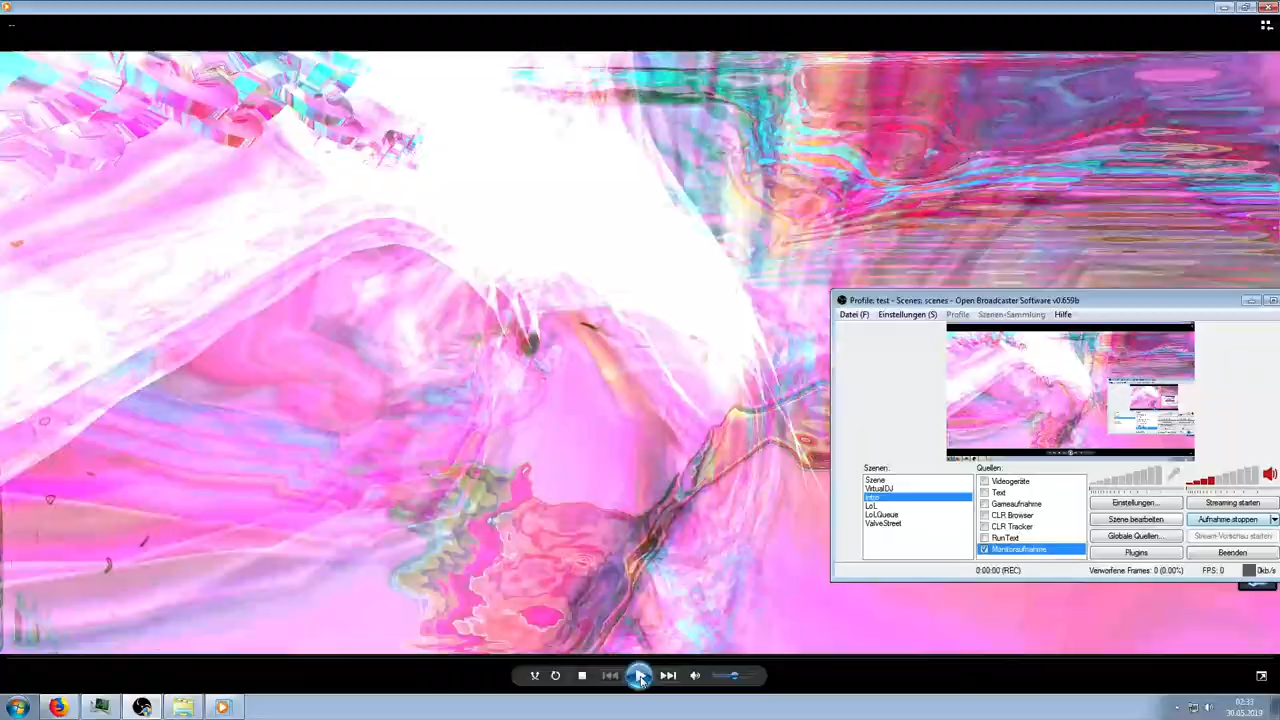 --
Profile: test - Scenes: scenes - Open Broadcaster Software v0.659b
Datei (F) Einstellungen (S) Profile Szenen-Sammlung Hilfe
Szenen:
Szene
VirtualDJ
Intro
LoL
LoLQueue
ValveStreet
Quellen:
Videogeräte
Text
Gameaufnahme
CLR Browser
CLR Tracker
RunText
Monitoraufnahme
Einstellungen... Streaming starten
Szene bearbeiten Aufnahme stoppen
Globale Quellen... Stream-Vorschau starten
Plugins Beenden
0:00:00 (REC) Verworfene Frames: 0 (0.00%) FPS: 0 0kb/s
02:33
30.05.2019